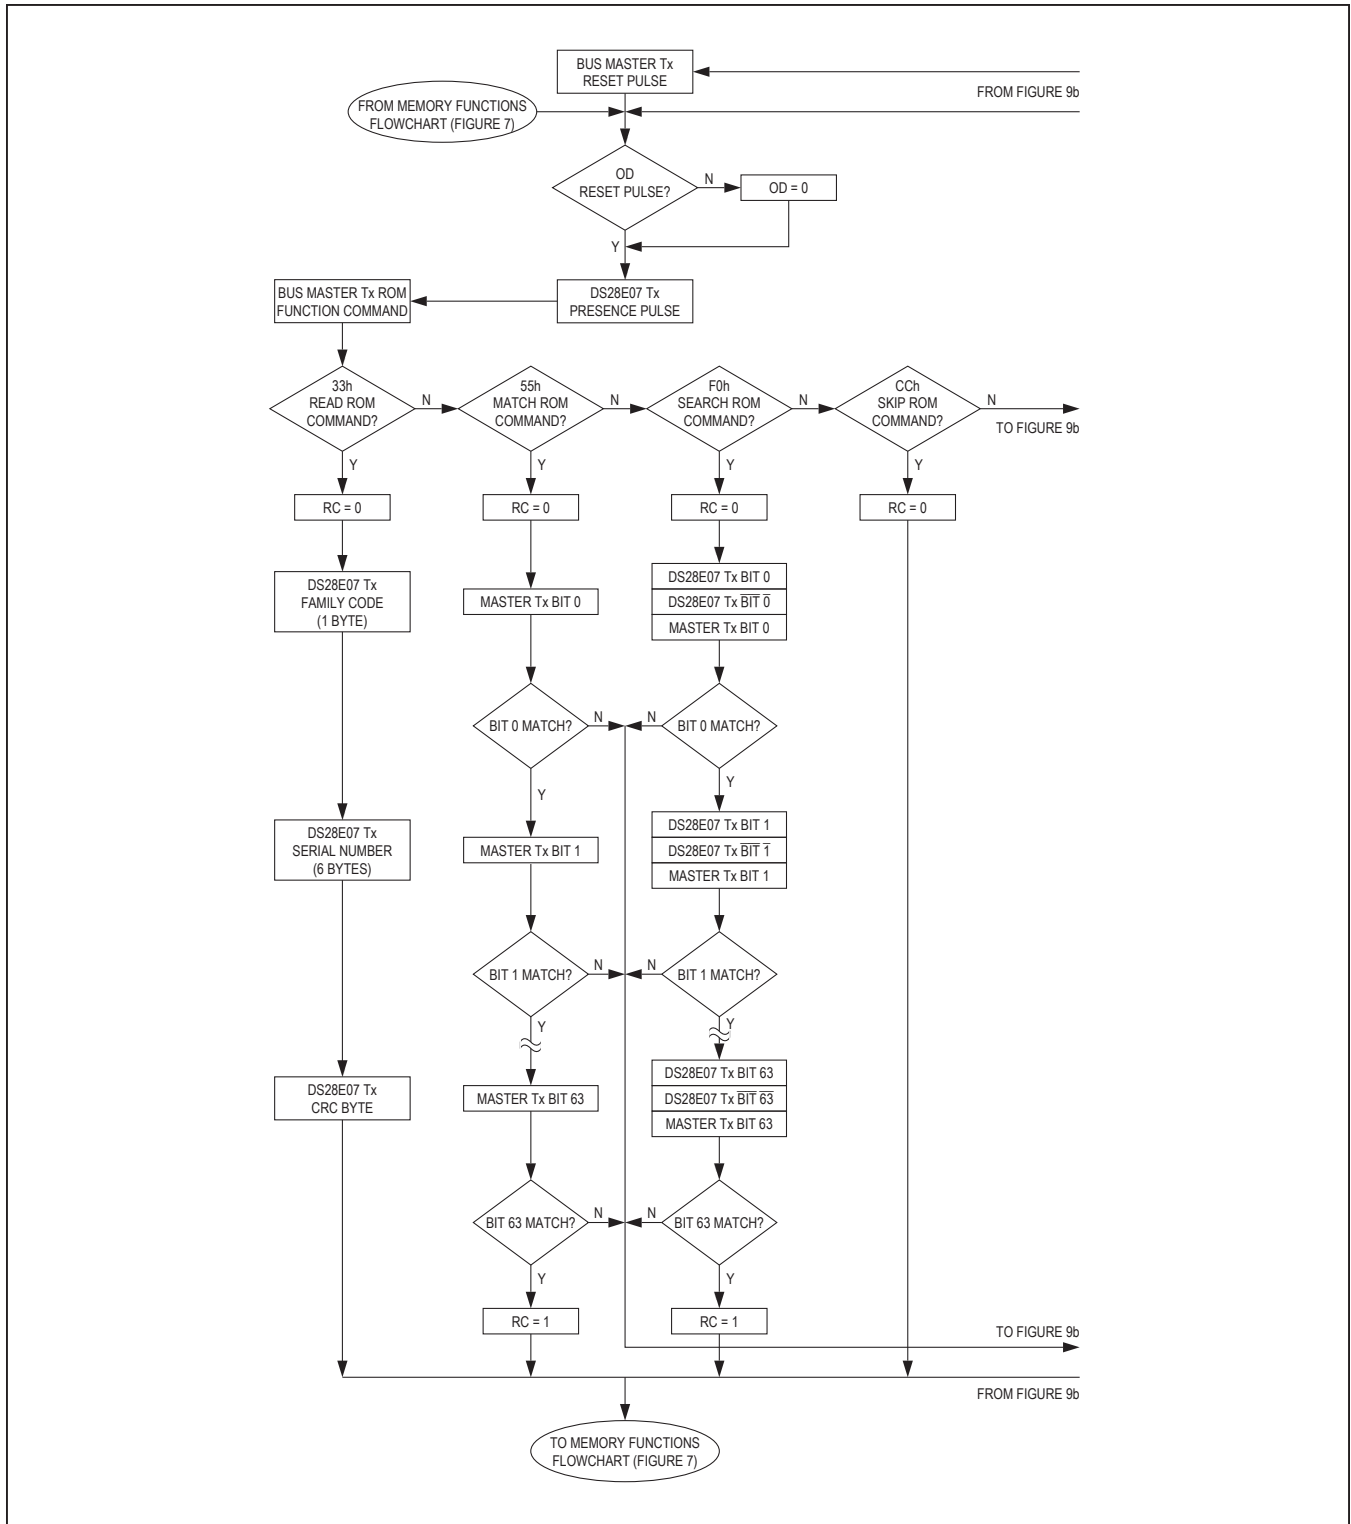 BUS MASTER Tx
RESET PULSE
FROM FIGURE 9b
FROM MEMORY FUNCTIONS
FLOWCHART (FIGURE 7)
OD
RESET PULSE?
N
OD = 0
Y
BUS MASTER Tx ROM
FUNCTION COMMAND
DS28E07 Tx
PRESENCE PULSE
33h
READ ROM
COMMAND?
N
55h
MATCH ROM
COMMAND?
N
F0h
SEARCH ROM
COMMAND?
N
CCh
SKIP ROM
COMMAND?
N
TO FIGURE 9b
Y
Y
Y
Y
RC = 0
RC = 0
RC = 0
RC = 0
DS28E07 Tx
FAMILY CODE
(1 BYTE)
MASTER Tx BIT 0
DS28E07 Tx BIT 0
DS28E07 Tx B̅I̅T̅ 0̅
MASTER Tx BIT 0
BIT 0 MATCH?
N
N
BIT 0 MATCH?
Y
Y
DS28E07 Tx
SERIAL NUMBER
(6 BYTES)
MASTER Tx BIT 1
DS28E07 Tx BIT 1
DS28E07 Tx B̅I̅T̅ 1̅
MASTER Tx BIT 1
BIT 1 MATCH?
N
N
BIT 1 MATCH?
Y
Y
DS28E07 Tx
CRC BYTE
MASTER Tx BIT 63
DS28E07 Tx BIT 63
DS28E07 Tx B̅I̅T̅ 6̅3̅
MASTER Tx BIT 63
BIT 63 MATCH?
N
N
BIT 63 MATCH?
Y
Y
RC = 1
RC = 1
TO FIGURE 9b
FROM FIGURE 9b
TO MEMORY FUNCTIONS
FLOWCHART (FIGURE 7)